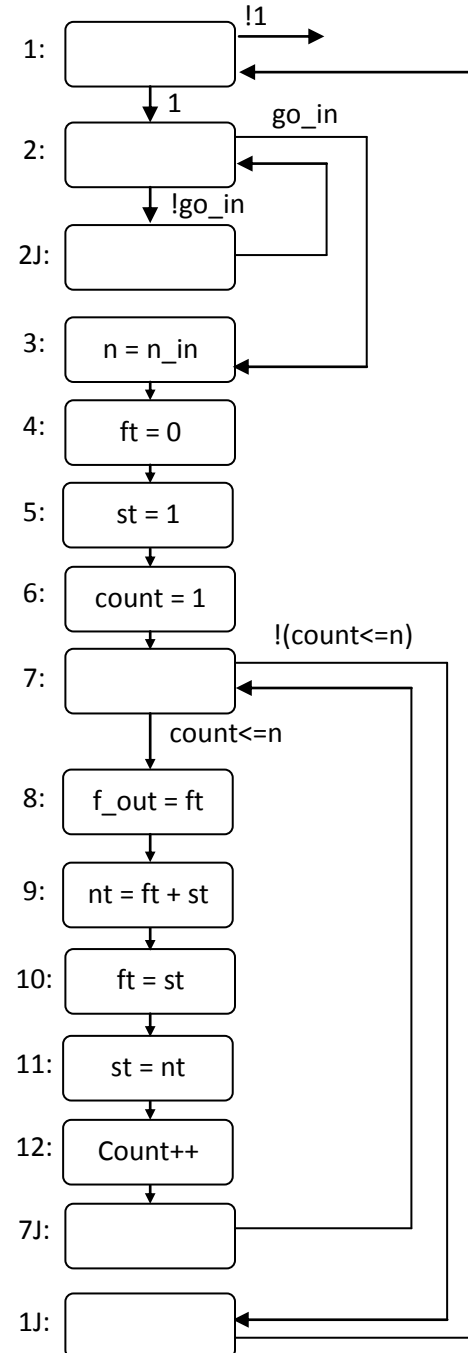 !1
1:
1
go_in
2:
!go_in
2J:
3:
n = n_in
4:
ft = 0
5:
st = 1
6:
count = 1
!(count<=n)
7:
count<=n
8:
f_out = ft
9:
nt = ft + st
10:
ft = st
11:
st = nt
12:
Count++
7J:
1J: